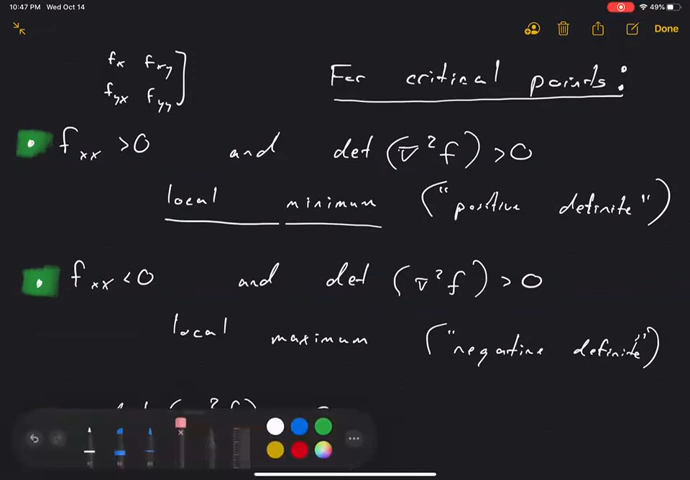 10:47 PM Wed Oct 14
49%
Done
fx fxy
fyx fyy]
For critical points:
fxx >0 and det (∇²f) >0
local minimum ("positive definite")
fxx <0 and det (∇²f) >0
local maximum ("negative definite")